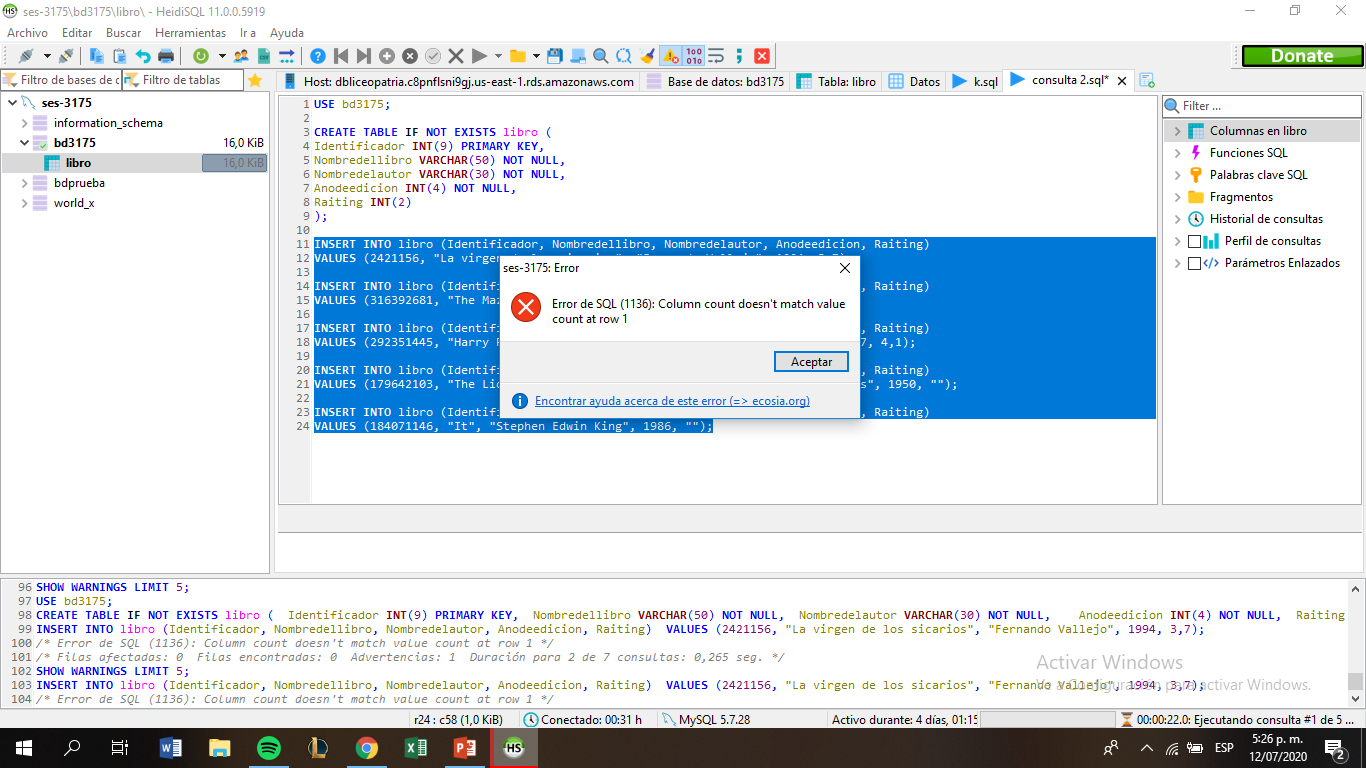 ses-3175\bd3175\libro\ - HeidiSQL 11.0.0.5919
Archivo Editar Buscar Herramientas Ir a Ayuda
Donate
Filtro de bases de d Filtro de tablas
Host: dbliceopatria.c8pnflsni9gj.us-east-1.rds.amazonaws.com Base de datos: bd3175 Tabla: libro Datos k.sql consulta 2.sql*
ses-3175
information_schema
bd3175 16,0 KiB
libro 16,0 KiB
bdprueba
world_x
1 USE bd3175;
2
3 CREATE TABLE IF NOT EXISTS libro (
4 Identificador INT(9) PRIMARY KEY,
5 Nombredellibro VARCHAR(50) NOT NULL,
6 Nombredelautor VARCHAR(30) NOT NULL,
7 Anodeedicion INT(4) NOT NULL,
8 Raiting INT(2)
9 );
10
11 INSERT INTO libro (Identificador, Nombredellibro, Nombredelautor, Anodeedicion, Raiting)
12 VALUES (2421156, "La virgen
13
14 INSERT INTO libro (Identifi , Raiting)
15 VALUES (316392681, "The Ma
16
17 INSERT INTO libro (Identifi , Raiting)
18 VALUES (292351445, "Harry 7, 4,1);
19
20 INSERT INTO libro (Identifi , Raiting)
21 VALUES (179642103, "The Lio s", 1950, "");
22
23 INSERT INTO libro (Identifi , Raiting)
24 VALUES (184071146, "It", "Stephen Edwin King", 1986, "");
ses-3175: Error
Error de SQL (1136): Column count doesn't match value
count at row 1
Aceptar
Encontrar ayuda acerca de este error (=> ecosia.org)
Filter ...
Columnas en libro
Funciones SQL
Palabras clave SQL
Fragmentos
Historial de consultas
Perfil de consultas
Parámetros Enlazados
96 SHOW WARNINGS LIMIT 5;
97 USE bd3175;
98 CREATE TABLE IF NOT EXISTS libro ( Identificador INT(9) PRIMARY KEY, Nombredellibro VARCHAR(50) NOT NULL, Nombredelautor VARCHAR(30) NOT NULL, Anodeedicion INT(4) NOT NULL, Raiting
99 INSERT INTO libro (Identificador, Nombredellibro, Nombredelautor, Anodeedicion, Raiting) VALUES (2421156, "La virgen de los sicarios", "Fernando Vallejo", 1994, 3,7);
100 /* Error de SQL (1136): Column count doesn't match value count at row 1 */
101 /* Filas afectadas: 0 Filas encontradas: 0 Advertencias: 1 Duración para 2 de 7 consultas: 0,265 seg. */
102 SHOW WARNINGS LIMIT 5;
103 INSERT INTO libro (Identificador, Nombredellibro, Nombredelautor, Anodeedicion, Raiting) VALUES (2421156, "La virgen de los sicarios", "Fernando Vallejo", 1994, 3,7);
104 /* Error de SQL (1136): Column count doesn't match value count at row 1 */
Activar Windows
Ve a Configuración para activar Windows.
r24 : c58 (1,0 KiB) Conectado: 00:31 h MySQL 5.7.28 Activo durante: 4 días, 01:15 00:00:22.0: Ejecutando consulta #1 de 5 ...
ESP
5:26 p. m.
12/07/2020
2